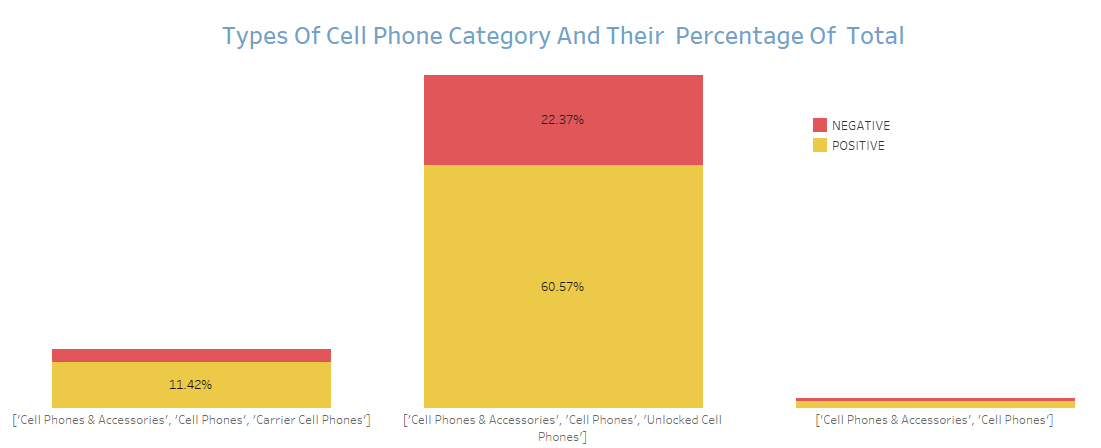 Types Of Cell Phone Category And Their  Percentage Of  Total
22.37%
NEGATIVE
POSITIVE
60.57%
11.42%
['Cell Phones & Accessories', 'Cell Phones', 'Carrier Cell Phones']
['Cell Phones & Accessories', 'Cell Phones', 'Unlocked Cell
Phones']
['Cell Phones & Accessories', 'Cell Phones']